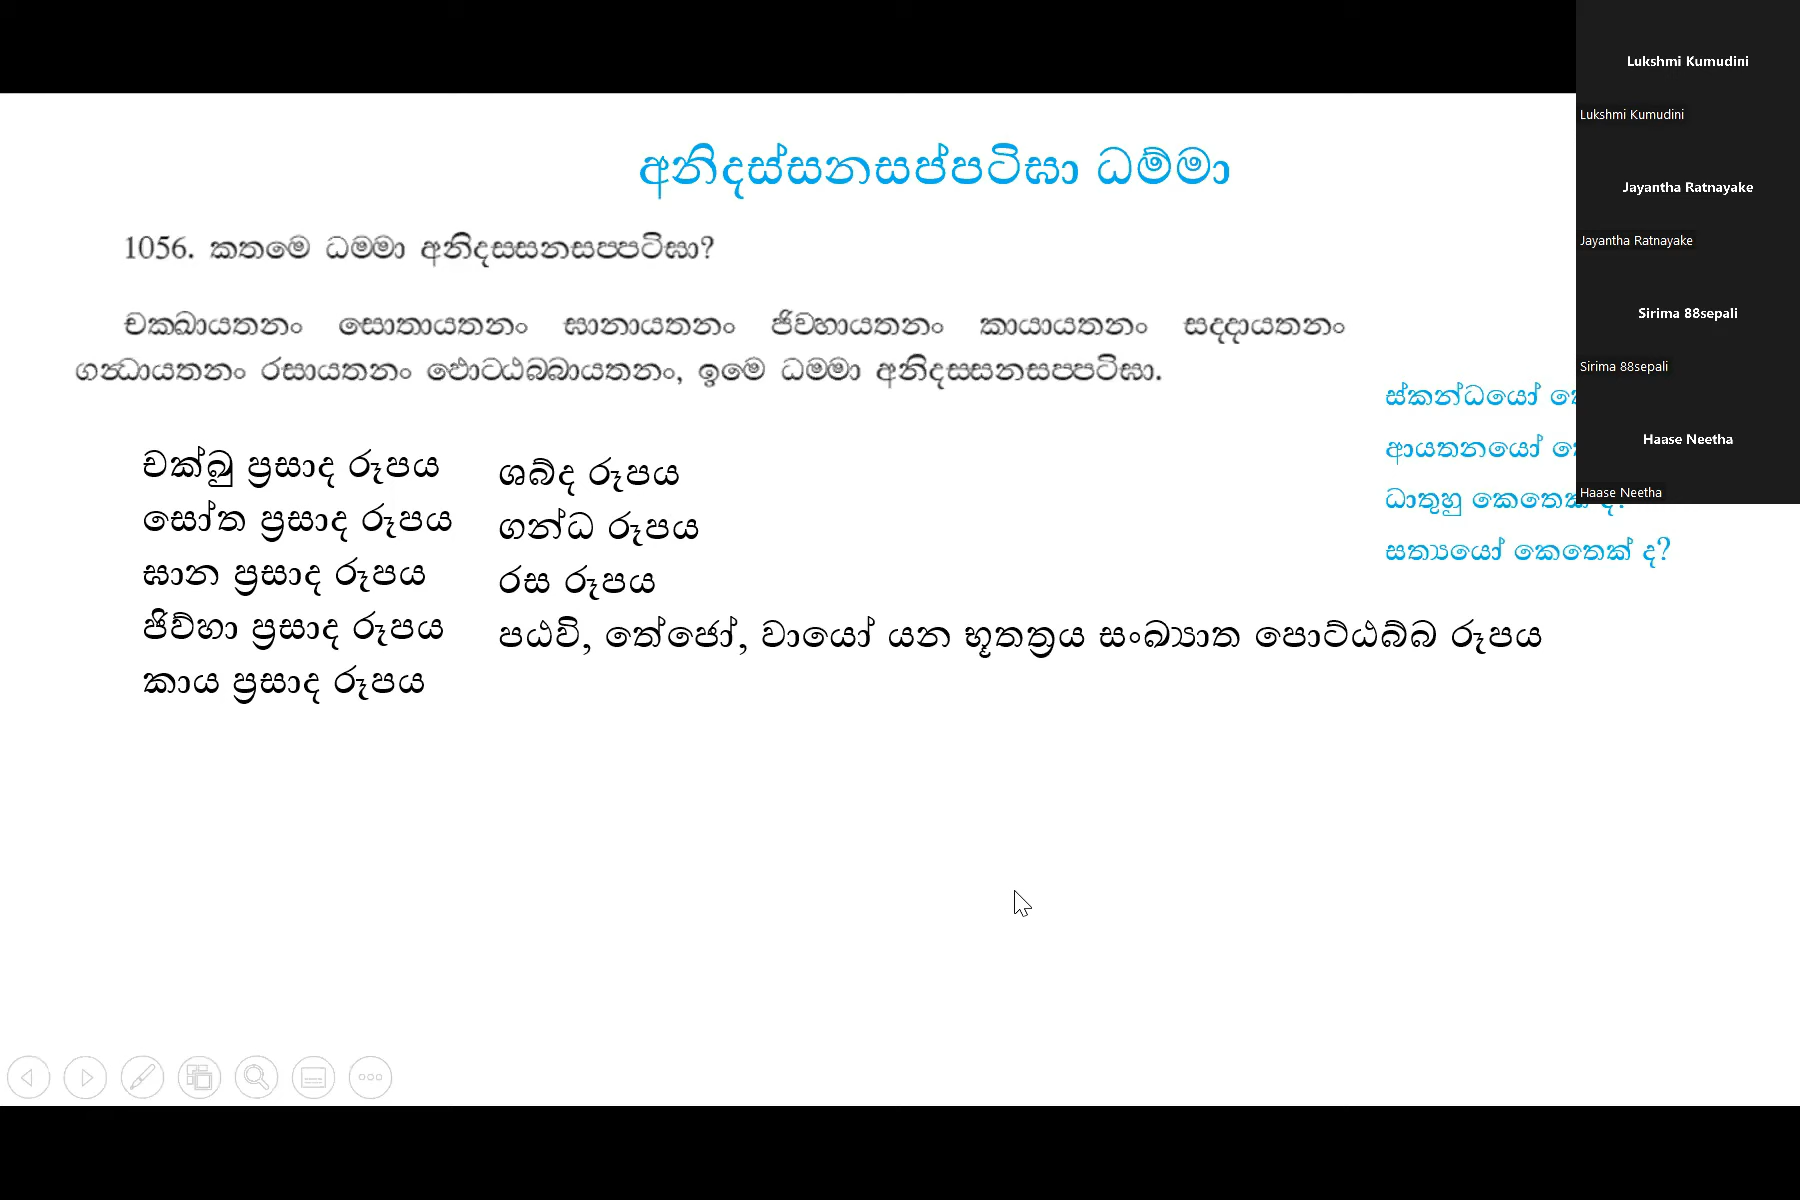 අනිදස්සනසප්පටිඝා ධම්මා
1056. කතමෙ ධම්මා අනිදස්සනසප්පටිඝා?
චක්ඛායතනං සොතායතනං ඝානායතනං ජිව්හායතනං කායායතනං සද්දායතනං
ගන්ධායතනං රසායතනං ඵොට්ඨබ්බායතනං, ඉමෙ ධම්මා අනිදස්සනසප්පටිඝා.
චක්ඛු ප්‍රසාද රූපය
සෝත ප්‍රසාද රූපය
ඝාන ප්‍රසාද රූපය
ජිව්හා ප්‍රසාද රූපය
කාය ප්‍රසාද රූපය
ශබ්ද රූපය
ගන්ධ රූපය
රස රූපය
පඨවි, තේජෝ, වායෝ යන භූතත්‍රය සංඛ්‍යාත පොට්ඨබ්බ රූපය
ස්කන්ධයෝ
ආයතනයෝ
ධාතුහු කෙතෙක් ද?
සත්‍යයෝ කෙතෙක් ද?
Lukshmi Kumudini
Lukshmi Kumudini
Jayantha Ratnayake
Jayantha Ratnayake
Sirima 88sepali
Sirima 88sepali
Haase Neetha
Haase Neetha